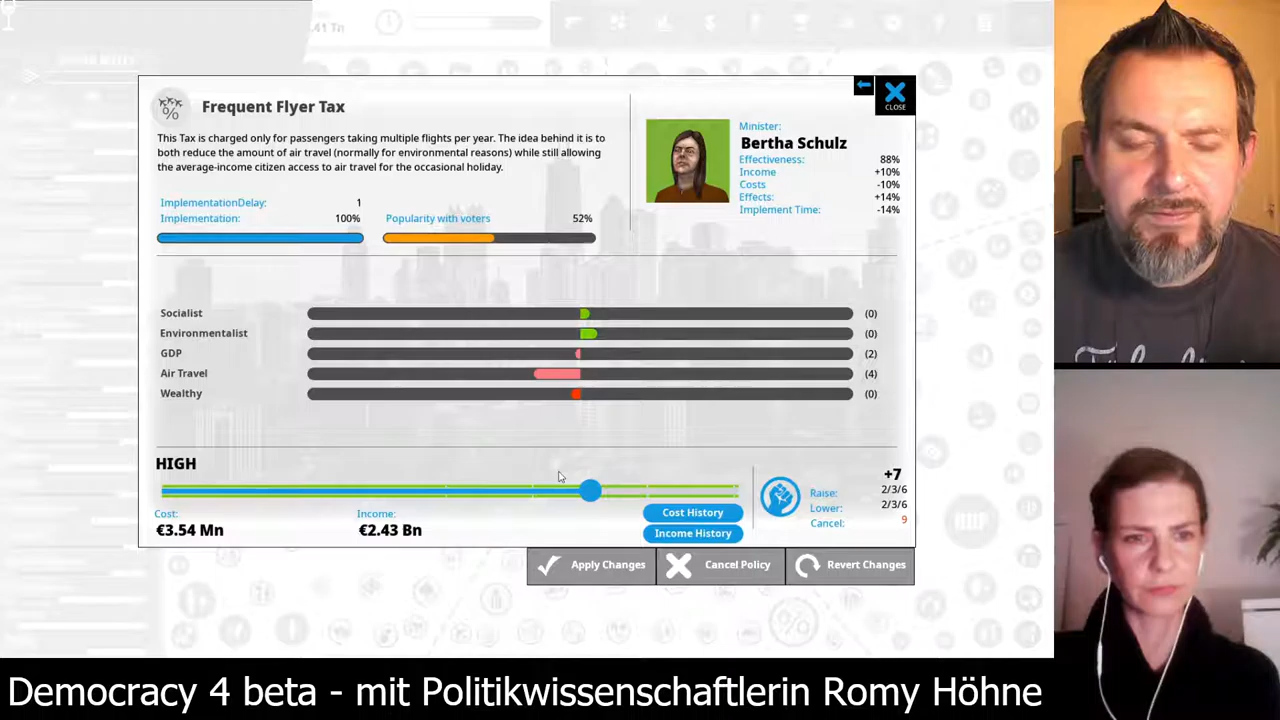 Frequent Flyer Tax
This Tax is charged only for passengers taking multiple flights per year. The idea behind it is to
both reduce the amount of air travel (normally for environmental reasons) while still allowing
the average-income citizen access to air travel for the occasional holiday.
ImplementationDelay: 1
Implementation: 100%
Popularity with voters 52%
CLOSE
Minister:
Bertha Schulz
Effectiveness: 88%
Income +10%
Costs -10%
Effects: +14%
Implement Time: -14%
Socialist (0)
Environmentalist (0)
GDP (2)
Air Travel (4)
Wealthy (0)
HIGH
Cost:
€3.54 Mn
Income:
€2.43 Bn
Cost History
Income History
+7
Raise: 2/3/6
Lower: 2/3/6
Cancel: 9
Apply Changes
Cancel Policy
Revert Changes
Democracy 4 beta - mit Politikwissenschaftlerin Romy Höhne